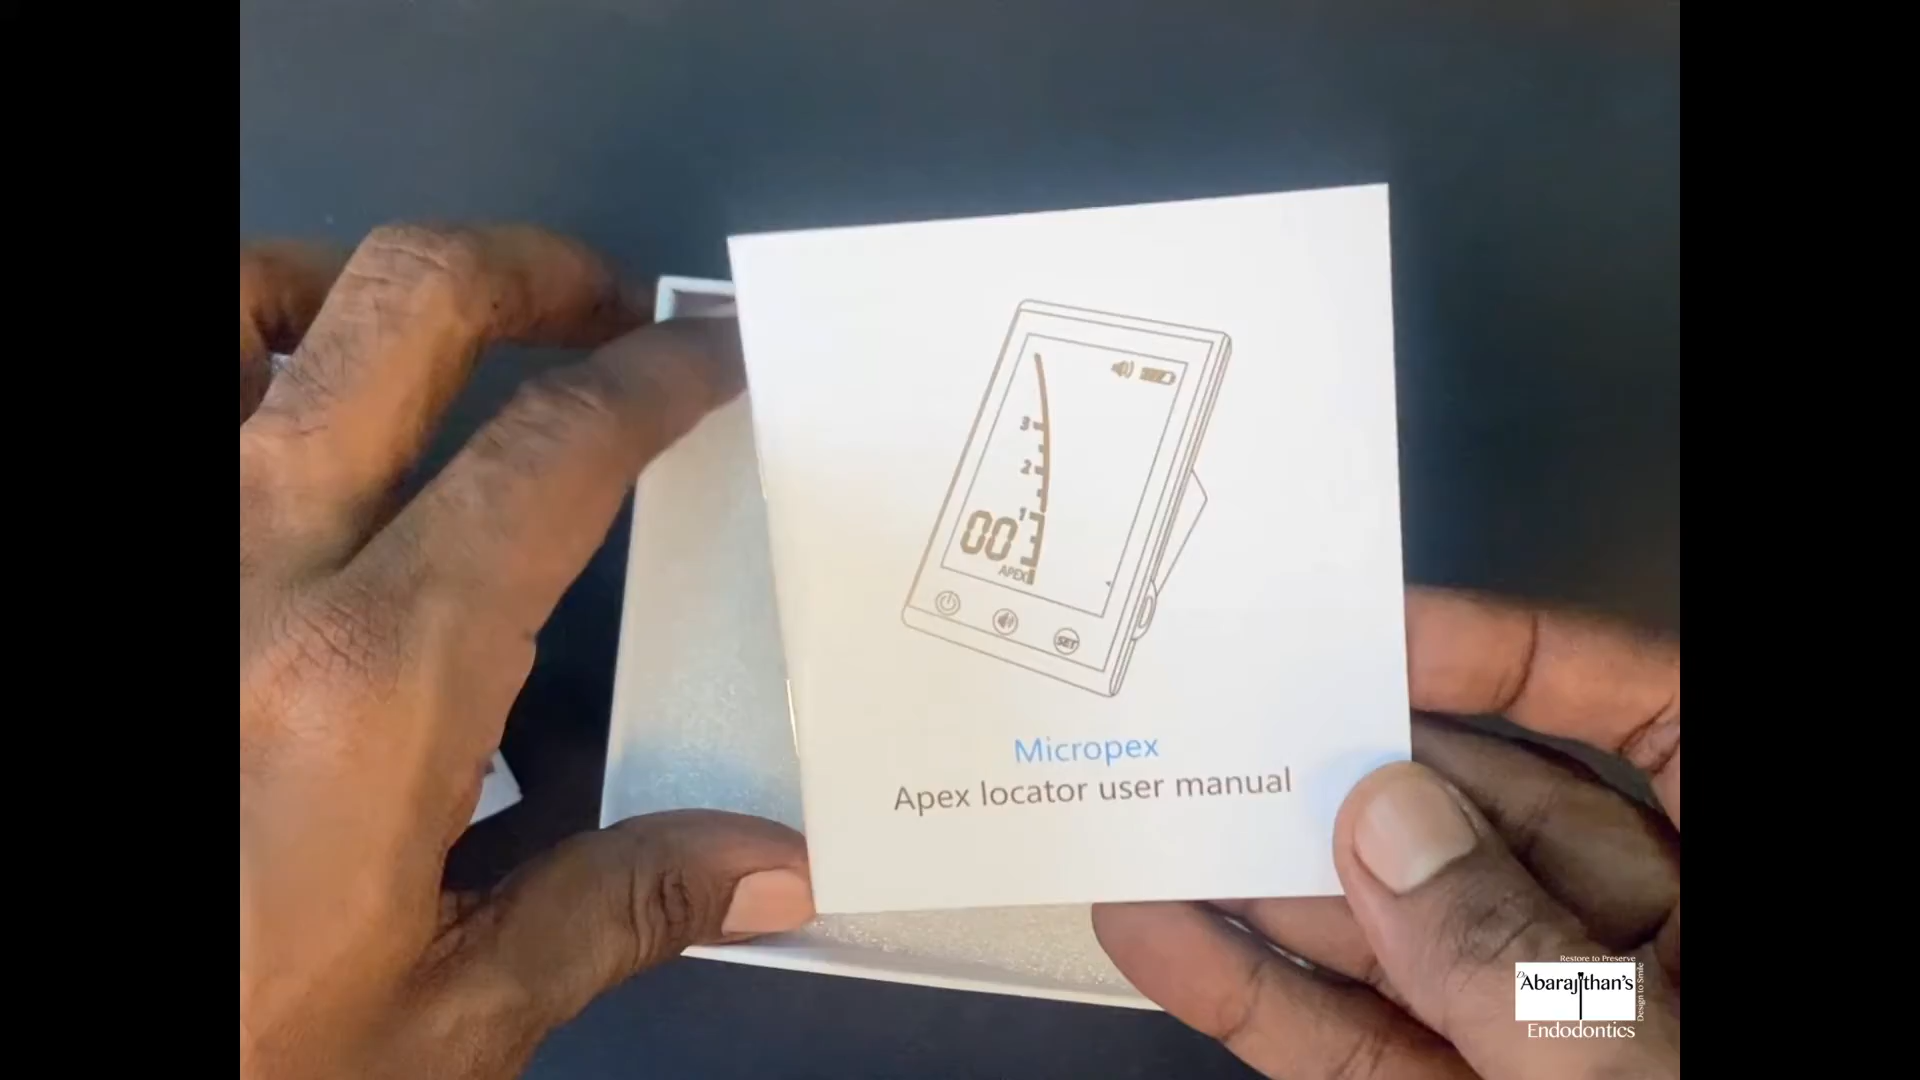 3
2
1
00
APEX
SET
Micropex
Apex locator user manual
Restore to Preserve
Dr Abarajithan's
Endodontics
Design to Smile